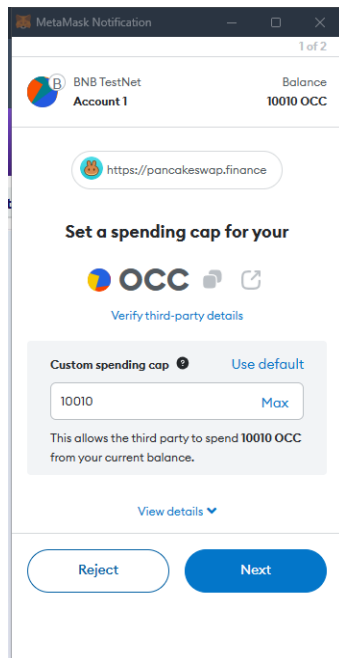 MetaMask Notification
1 of 2
B BNB TestNet Balance
Account 1 10010 OCC
https://pancakeswap.finance
Set a spending cap for your
OCC
Verify third-party details
Custom spending cap ? Use default
10010 Max
This allows the third party to spend 10010 OCC
from your current balance.
View details
Reject Next